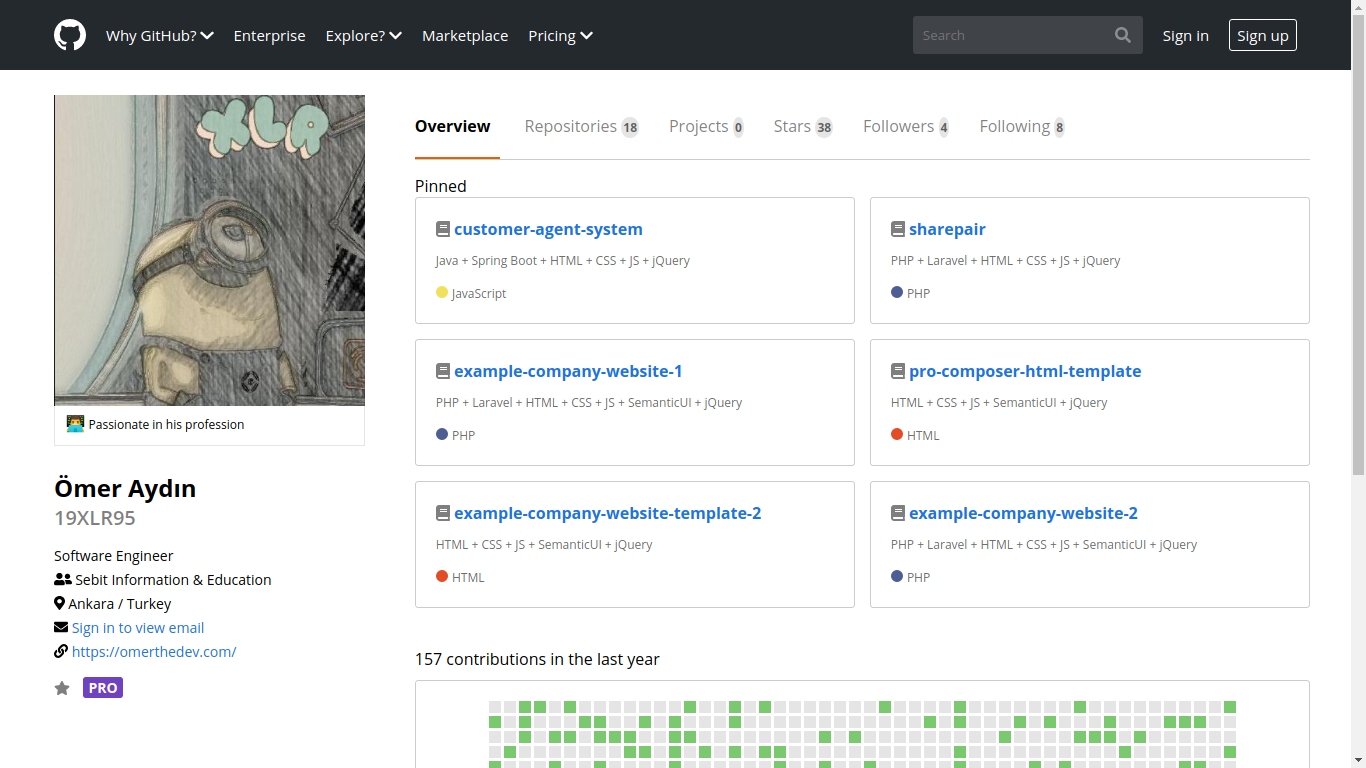 Why GitHub? Enterprise Explore? Marketplace Pricing Search Sign in Sign up
XLR
Passionate in his profession
Ömer Aydın
19XLR95
Software Engineer
Sebit Information & Education
Ankara / Turkey
Sign in to view email
https://omerthedev.com/
PRO
Overview Repositories 18 Projects 0 Stars 38 Followers 4 Following 8
Pinned
customer-agent-system
Java + Spring Boot + HTML + CSS + JS + jQuery
JavaScript
sharepair
PHP + Laravel + HTML + CSS + JS + jQuery
PHP
example-company-website-1
PHP + Laravel + HTML + CSS + JS + SemanticUI + jQuery
PHP
pro-composer-html-template
HTML + CSS + JS + SemanticUI + jQuery
HTML
example-company-website-template-2
HTML + CSS + JS + SemanticUI + jQuery
HTML
example-company-website-2
PHP + Laravel + HTML + CSS + JS + SemanticUI + jQuery
PHP
157 contributions in the last year